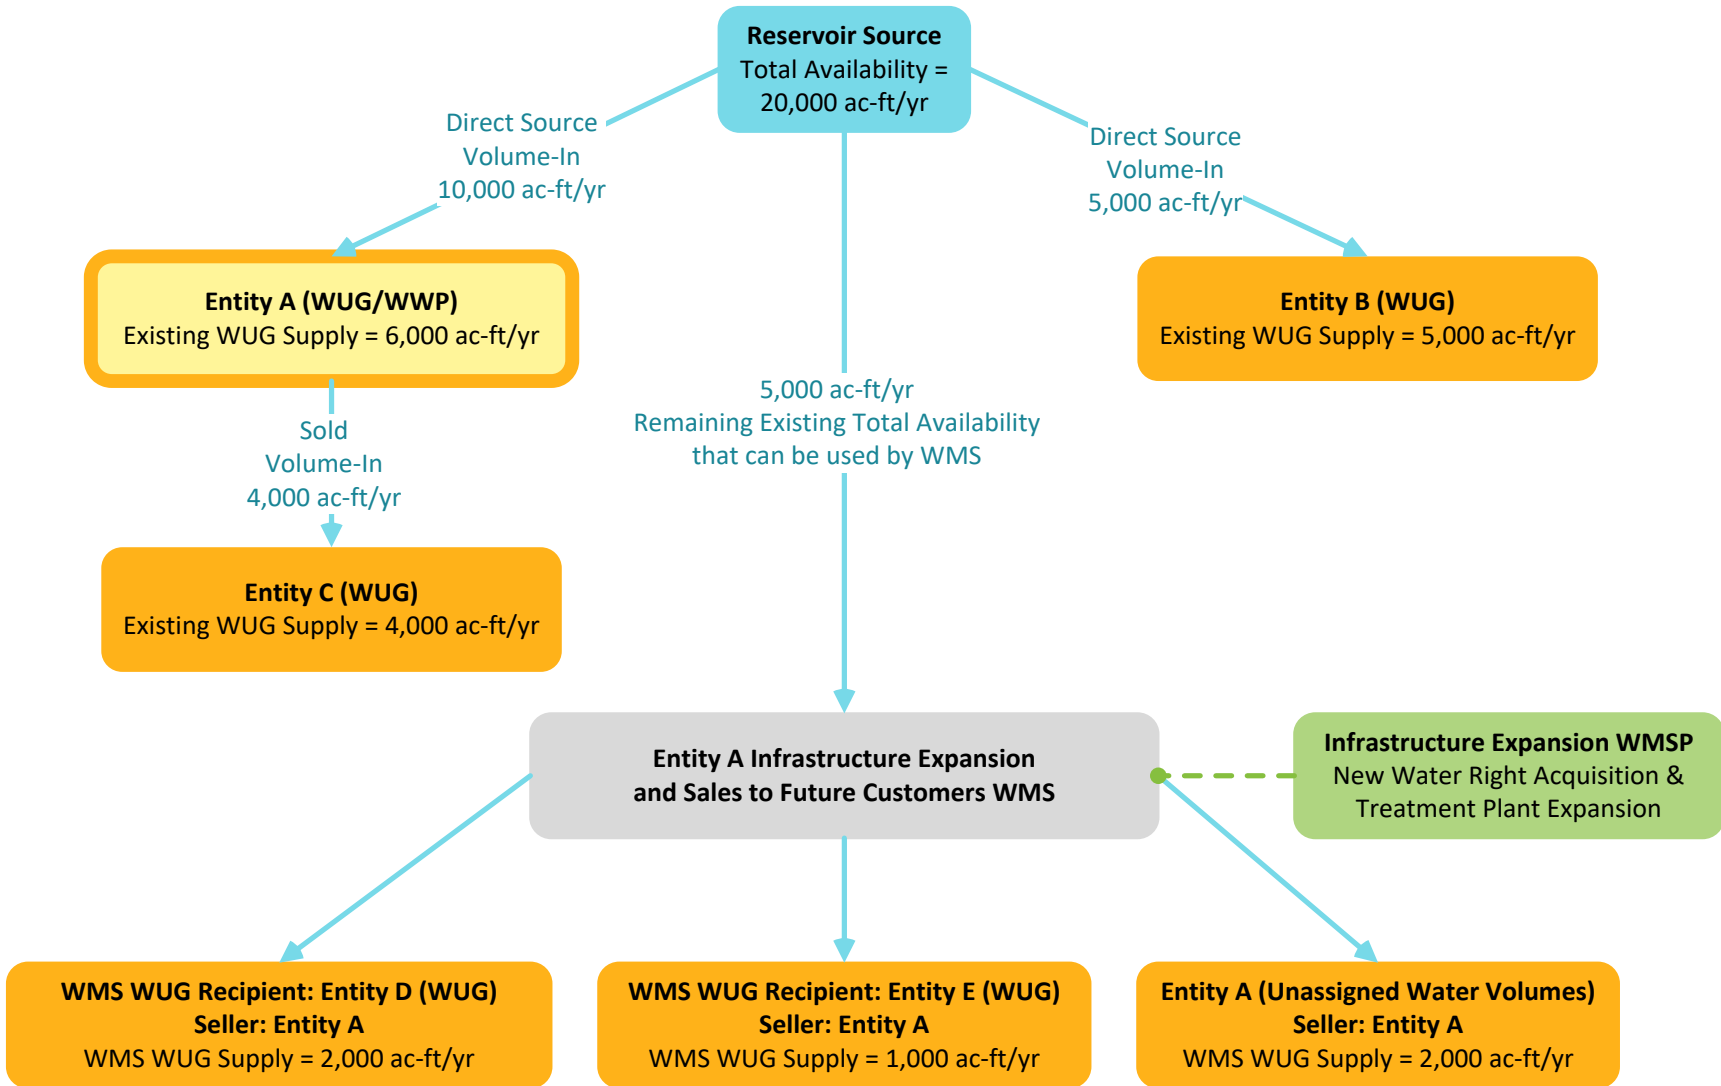 Reservoir Source
Total Availability =
20,000 ac-ft/yr
Direct Source
Volume-In
10,000 ac-ft/yr
Direct Source
Volume-In
5,000 ac-ft/yr
Entity A (WUG/WWP)
Existing WUG Supply = 6,000 ac-ft/yr
Entity B (WUG)
Existing WUG Supply = 5,000 ac-ft/yr
5,000 ac-ft/yr
Remaining Existing Total Availability
that can be used by WMS
Sold
Volume-In
4,000 ac-ft/yr
Entity C (WUG)
Existing WUG Supply = 4,000 ac-ft/yr
Entity A Infrastructure Expansion
and Sales to Future Customers WMS
Infrastructure Expansion WMSP
New Water Right Acquisition &
Treatment Plant Expansion
WMS WUG Recipient: Entity D (WUG)
Seller: Entity A
WMS WUG Supply = 2,000 ac-ft/yr
WMS WUG Recipient: Entity E (WUG)
Seller: Entity A
WMS WUG Supply = 1,000 ac-ft/yr
Entity A (Unassigned Water Volumes)
Seller: Entity A
WMS WUG Supply = 2,000 ac-ft/yr